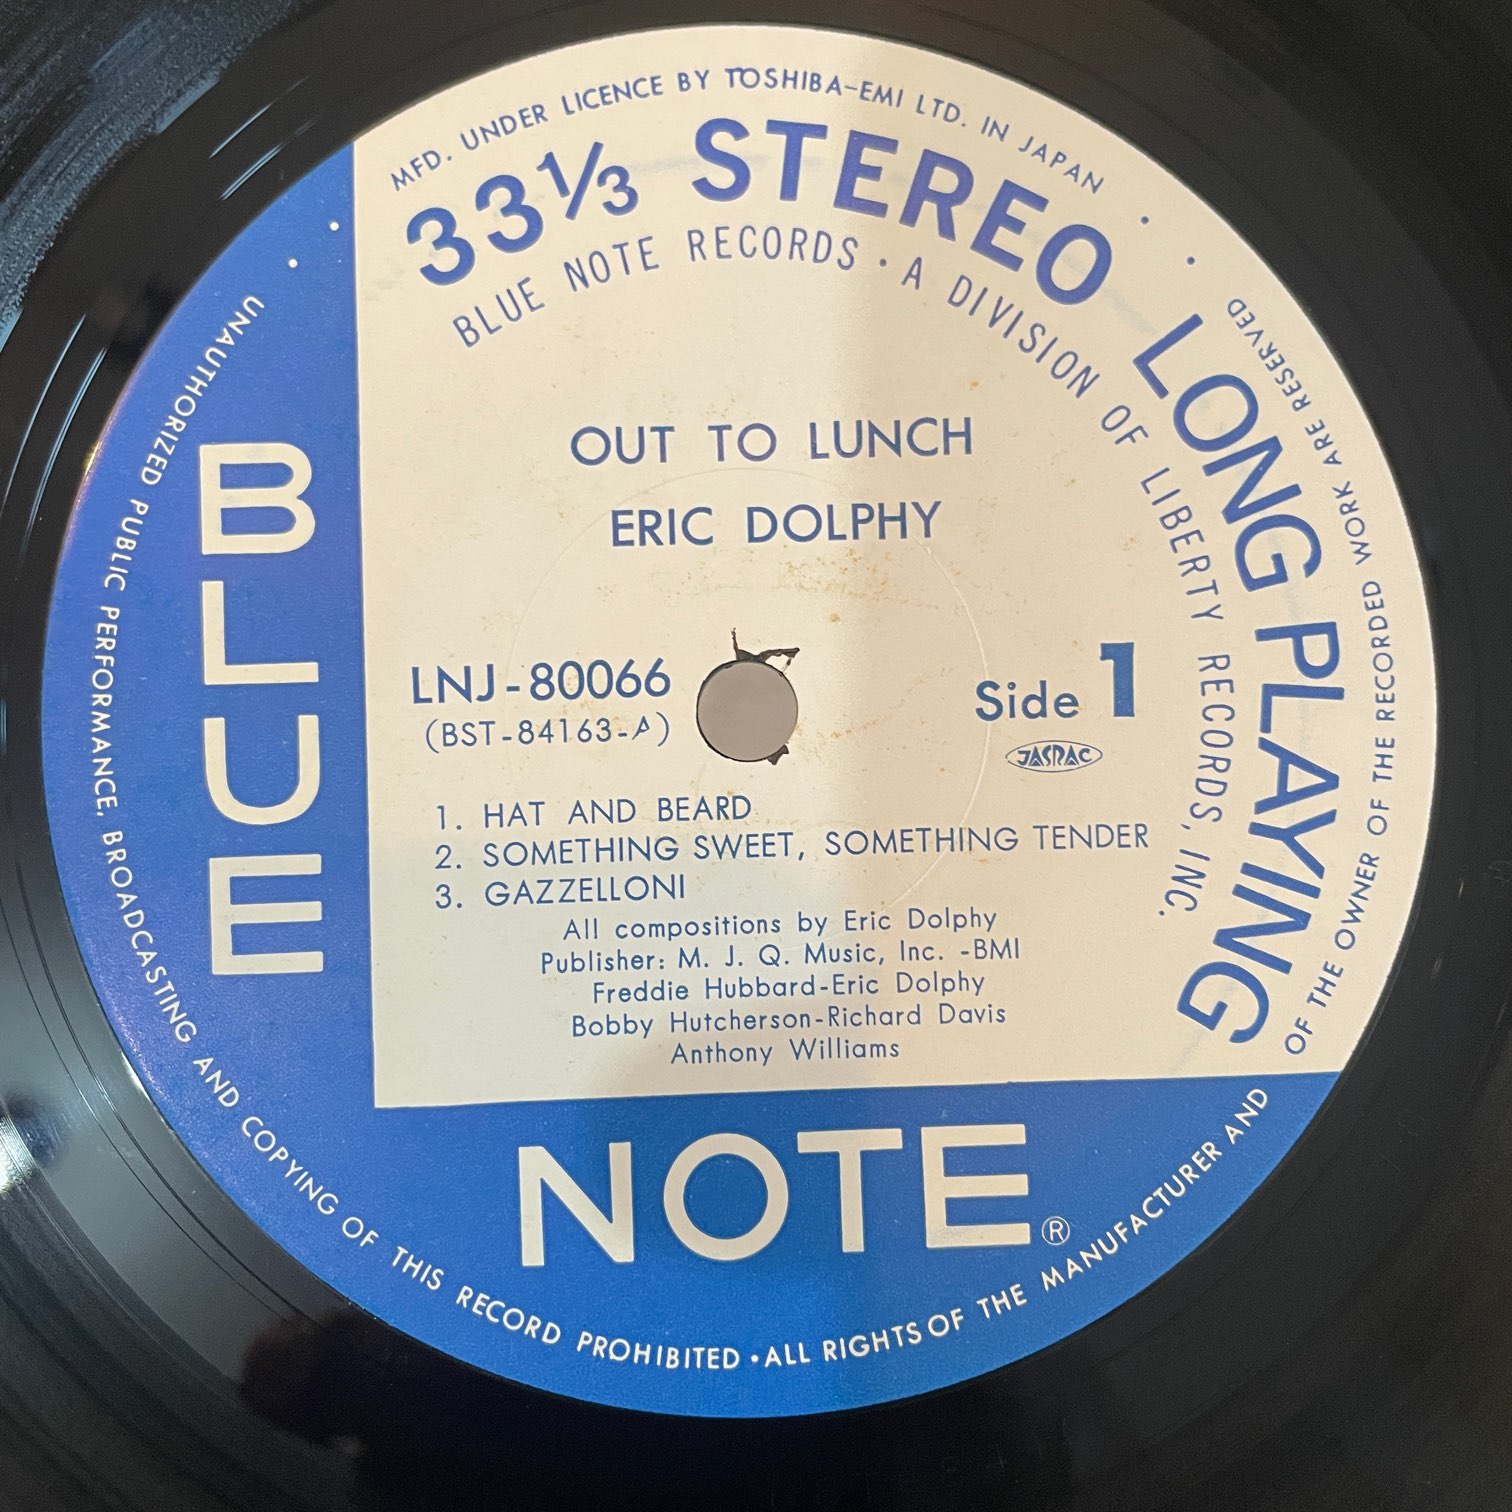 MFD. UNDER LICENCE BY TOSHIBA-EMI LTD. IN JAPAN
33⅓ STEREO LONG PLAYING
BLUE NOTE RECORDS · A DIVISION OF LIBERTY RECORDS, INC.
OUT TO LUNCH
ERIC DOLPHY
LNJ-80066
(BST-84163-A)
Side 1
JASRAC
1. HAT AND BEARD
2. SOMETHING SWEET, SOMETHING TENDER
3. GAZZELLONI
All compositions by Eric Dolphy
Publisher: M. J. Q. Music, Inc. -BMI
Freddie Hubbard-Eric Dolphy
Bobby Hutcherson-Richard Davis
Anthony Williams
BLUE
NOTE®
UNAUTHORIZED PUBLIC PERFORMANCE, BROADCASTING AND COPYING OF THIS RECORD PROHIBITED · ALL RIGHTS OF THE MANUFACTURER AND OF THE OWNER OF THE RECORDED WORK ARE RESERVED